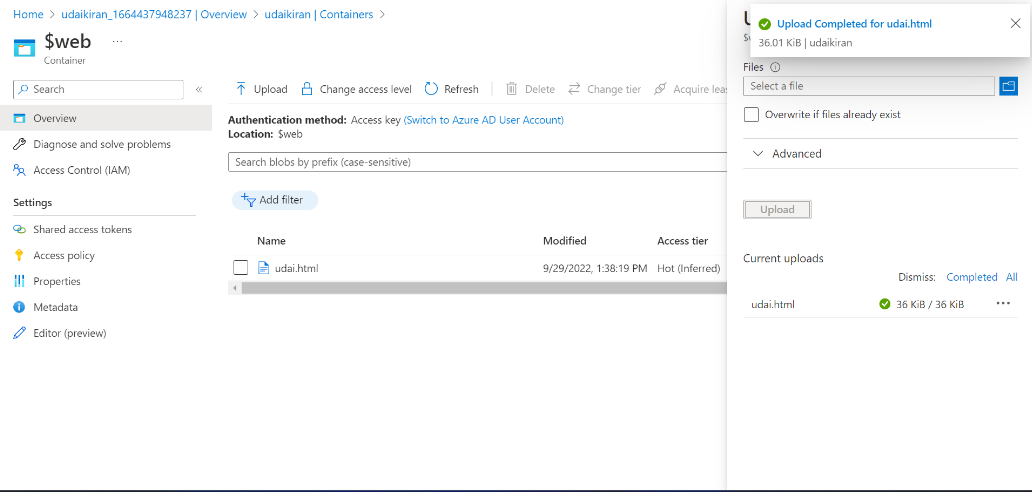 Home > udaikiran_1664437948237 | Overview > udaikiran | Containers >
$web ...
Container
Search «
Overview
Diagnose and solve problems
Access Control (IAM)
Settings
Shared access tokens
Access policy
Properties
Metadata
Editor (preview)
Upload Change access level Refresh Delete Change tier Acquire leas
Authentication method: Access key (Switch to Azure AD User Account)
Location: $web
Search blobs by prefix (case-sensitive)
Add filter
Name Modified Access tier
udai.html 9/29/2022, 1:38:19 PM Hot (Inferred)
Upload Completed for udai.html
36.01 KiB | udaikiran
Files
Select a file
Overwrite if files already exist
Advanced
Upload
Current uploads
Dismiss: Completed All
udai.html 36 KiB / 36 KiB ...